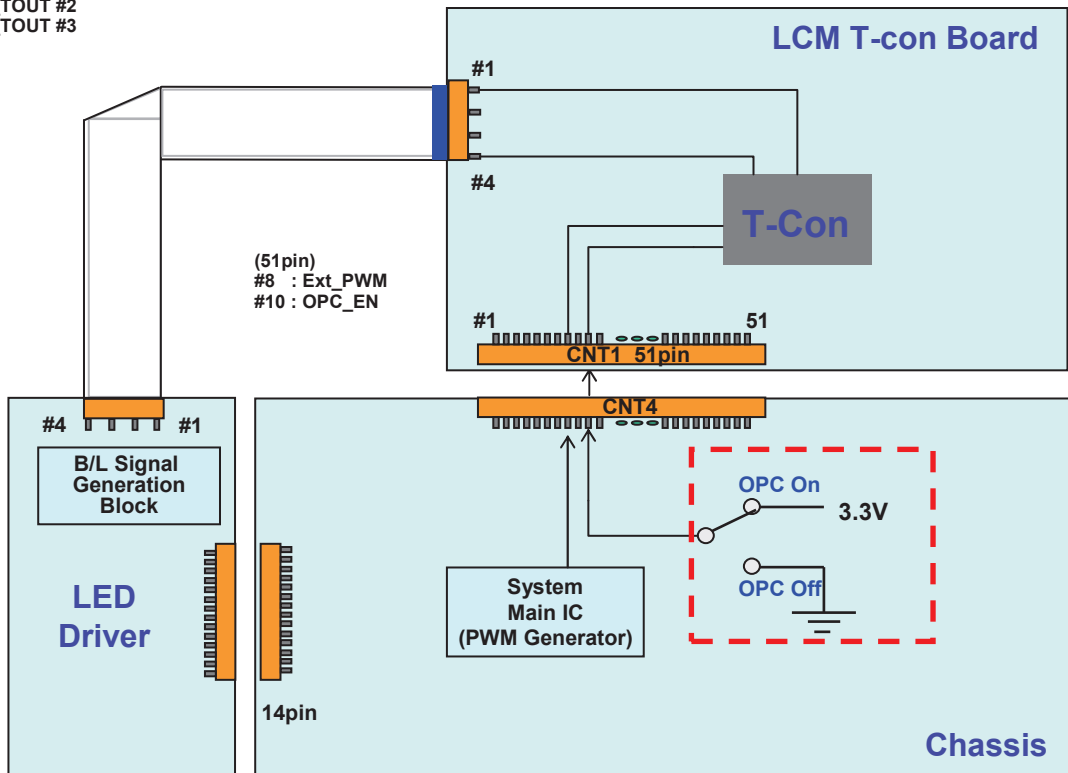 TOUT #2
TOUT #3
LCM T-con Board
#1
#4
T-Con
(51pin)
#8 : Ext_PWM
#10 : OPC_EN
#1
51
CNT1 51pin
CNT4
#4
#1
B/L Signal
Generation
Block
OPC On
3.3V
OPC Off
System
Main IC
(PWM Generator)
LED
Driver
14pin
Chassis